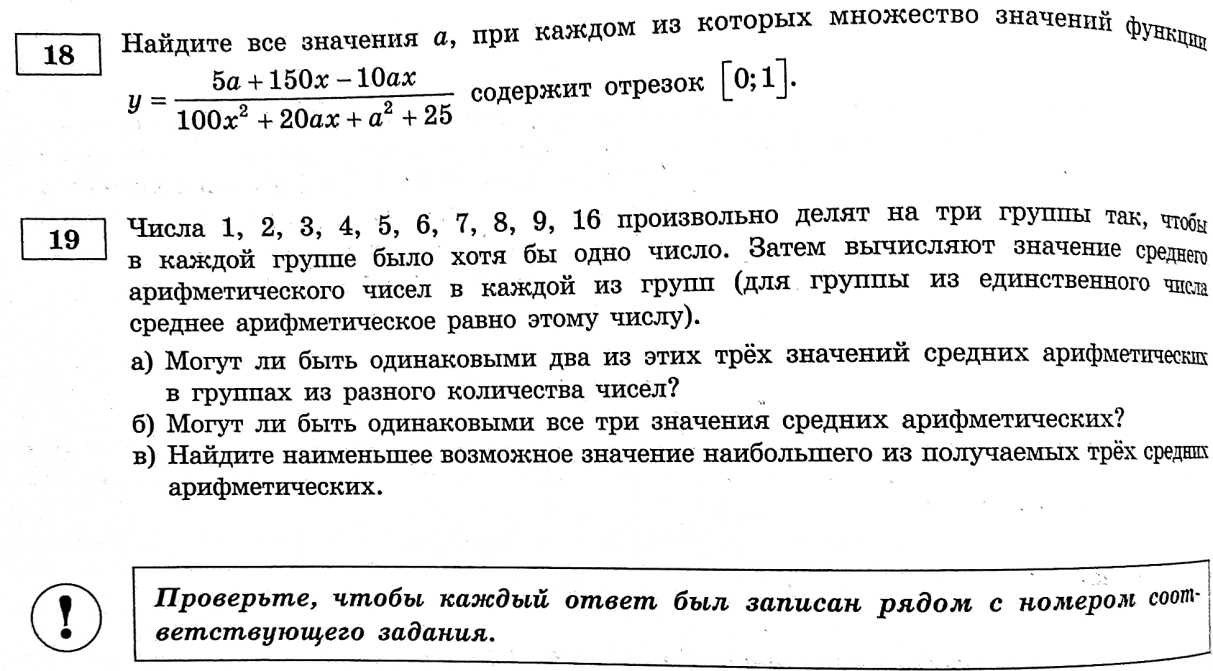 18 Найдите все значения a, при каждом из которых множество значений функции
y = (5a + 150x − 10ax) / (100x² + 20ax + a² + 25) содержит отрезок [0;1].
19 Числа 1, 2, 3, 4, 5, 6, 7, 8, 9, 16 произвольно делят на три группы так, чтобы
в каждой группе было хотя бы одно число. Затем вычисляют значение среднего
арифметического чисел в каждой из групп (для группы из единственного числа
среднее арифметическое равно этому числу).
а) Могут ли быть одинаковыми два из этих трёх значений средних арифметических
в группах из разного количества чисел?
б) Могут ли быть одинаковыми все три значения средних арифметических?
в) Найдите наименьшее возможное значение наибольшего из получаемых трёх средних
арифметических.
! Проверьте, чтобы каждый ответ был записан рядом с номером соот-
ветствующего задания.